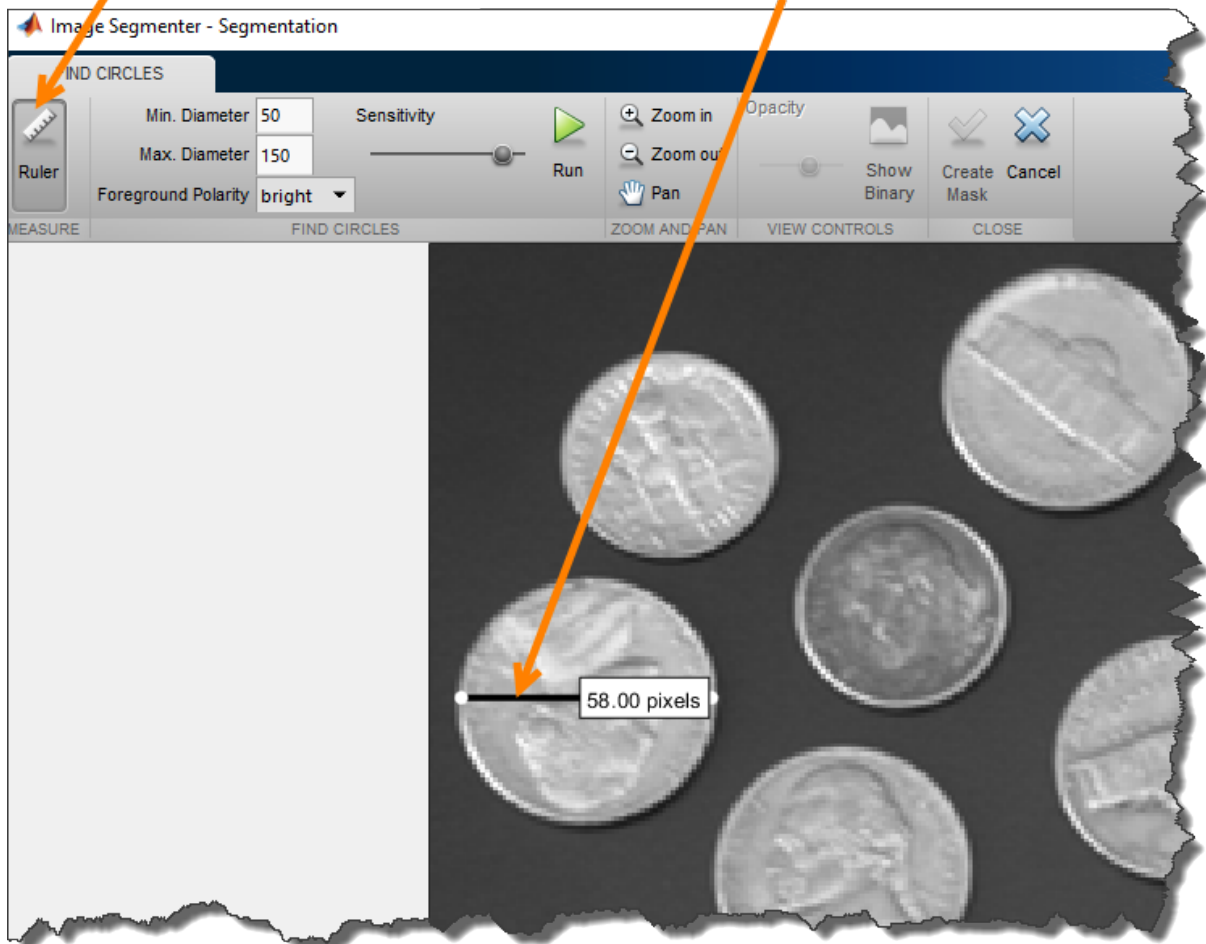 Image Segmenter - Segmentation
IND CIRCLES
Ruler
Min. Diameter 50
Max. Diameter 150
Foreground Polarity bright
Sensitivity
Run
Zoom in
Zoom out
Pan
Opacity
Show
Binary
Create
Mask
Cancel
MEASURE
FIND CIRCLES
ZOOM AND PAN
VIEW CONTROLS
CLOSE
58.00 pixels